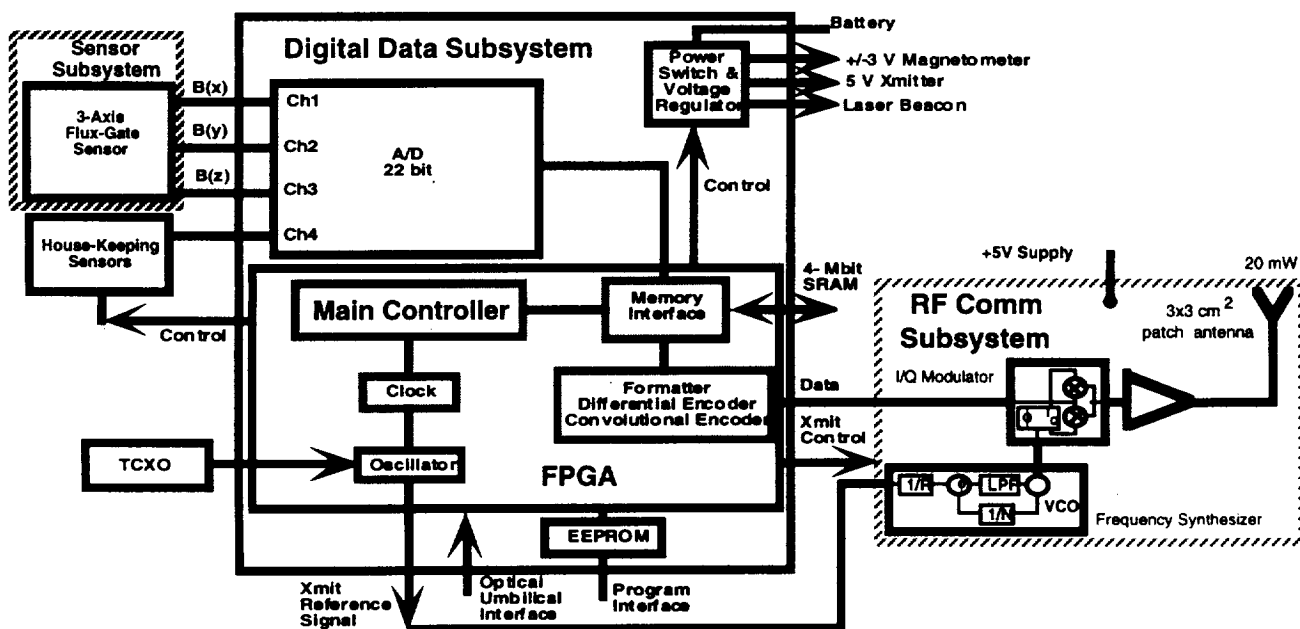 Sensor
Subsystem
3-Axis
Flux-Gate
Sensor
B(x)
B(y)
B(z)
House-Keeping
Sensors
Control
TCXO
Digital Data Subsystem
Ch1
Ch2
Ch3
Ch4
A/D
22 bit
Power
Switch &
Voltage
Regulator
Battery
+/-3 V Magnetometer
5 V Xmitter
Laser Beacon
Control
Main Controller
Memory
Interface
4- Mbit
SRAM
Clock
Formatter
Differential Encoder
Convolutional Encoder
Oscillator
FPGA
EEPROM
Xmit
Reference
Signal
Optical
Umbilical
Interface
Program
Interface
Data
Xmit
Control
+5V Supply
20 mW
RF Comm
Subsystem
3x3 cm 2
patch antenna
I/Q Modulator
1/R
LPF
1/N
VCO
Frequency Synthesizer